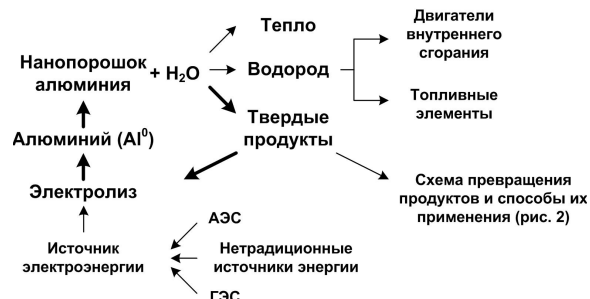 Тепло
Двигатели
внутреннего
сгорания
Нанопорошок
алюминия
+ H₂O
Водород
Топливные
элементы
Твердые
продукты
Алюминий (Al⁰)
Электролиз
Схема превращения
продуктов и способы их
применения (рис. 2)
АЭС
Источник
электроэнергии
Нетрадиционные
источники энергии
ГЭС